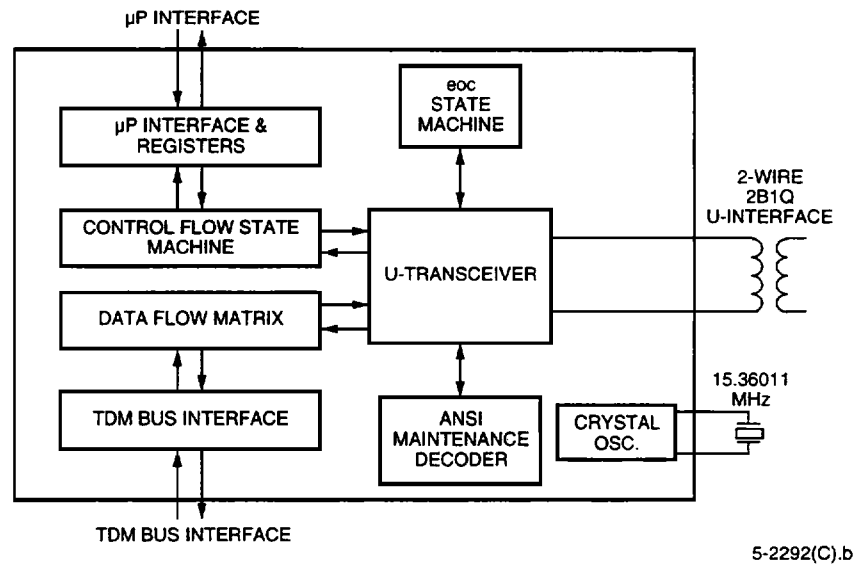 µP INTERFACE
µP INTERFACE &
REGISTERS
eoc
STATE
MACHINE
CONTROL FLOW STATE
MACHINE
U-TRANSCEIVER
2-WIRE
2B1Q
U-INTERFACE
DATA FLOW MATRIX
TDM BUS INTERFACE
ANSI
MAINTENANCE
DECODER
CRYSTAL
OSC.
15.36011
MHz
TDM BUS INTERFACE
5-2292(C).b